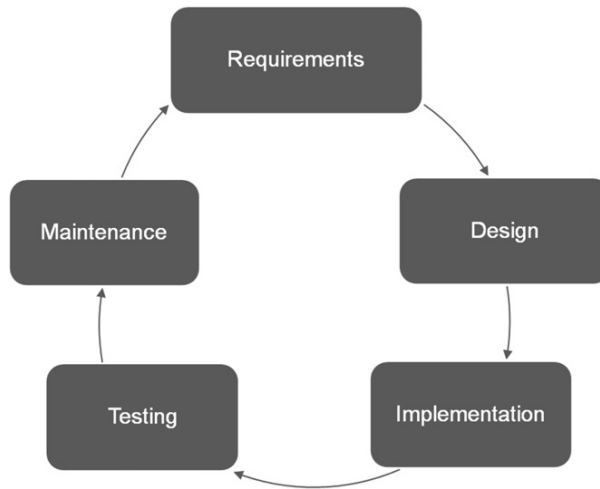 Requirements
Design
Implementation
Testing
Maintenance